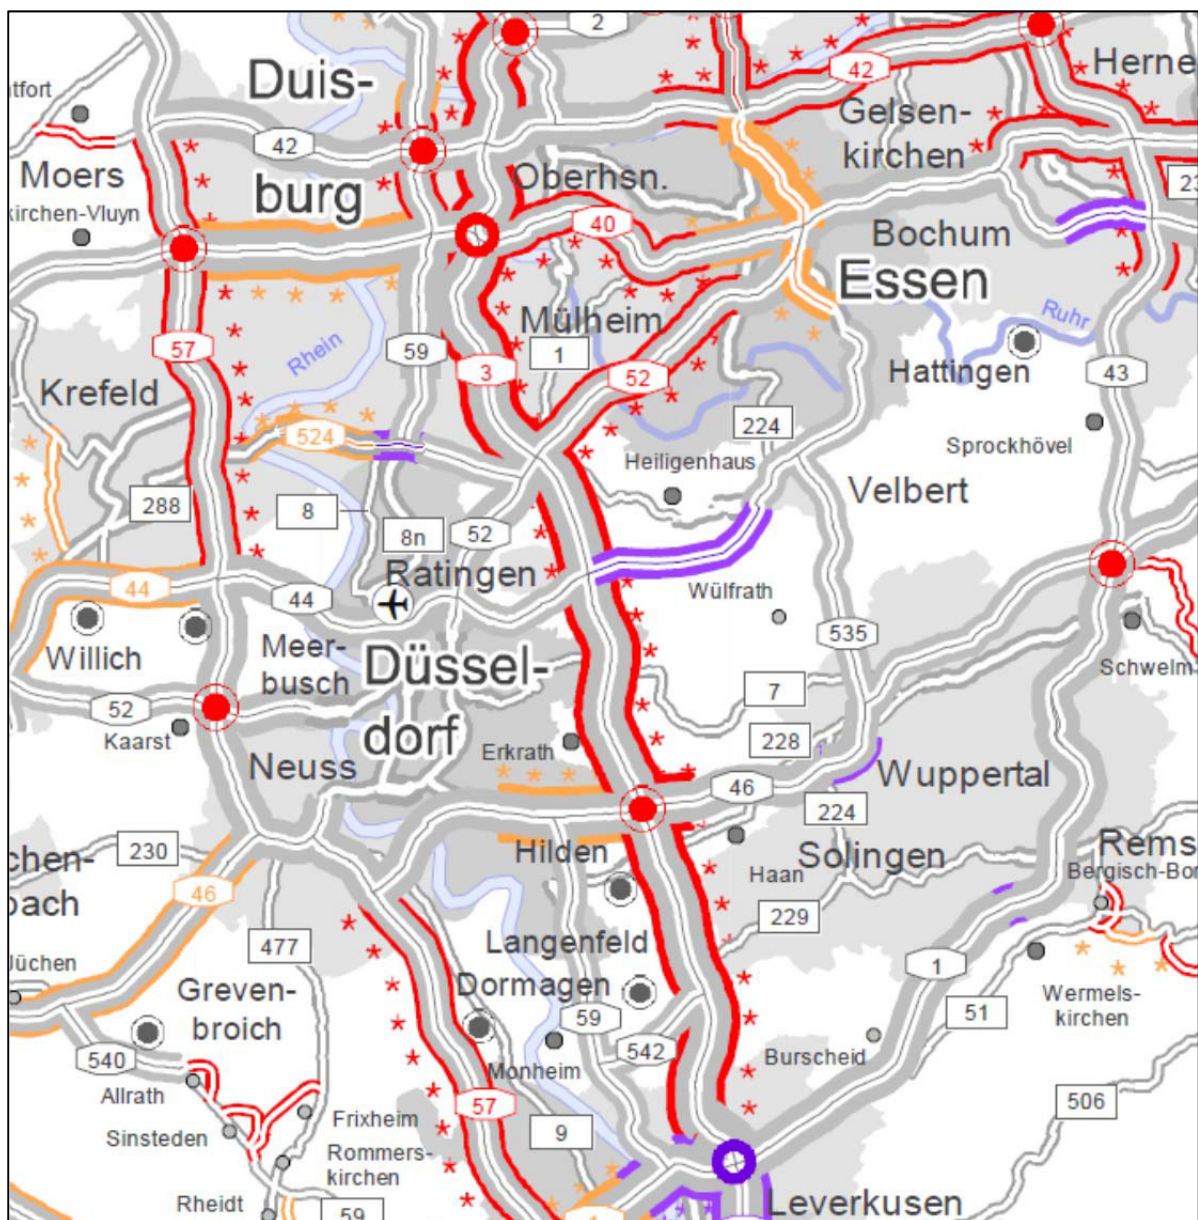 2
Duis-
burg
42
Herne
tfort
Gelsen-
kirchen
42
Moers
Oberhsn.
kirchen-Vluyn
40
Bochum
Essen
Rhein
Mülheim
Ruhr
57
59
3
1
52
Hattingen
43
Krefeld
524
224
Sprockhövel
Heiligenhaus
288
8
8n
52
Velbert
Ratingen
44
44
Wülfrath
535
Willich
Meer-
busch
Düssel-
dorf
Schwelm
52
7
Kaarst
228
Neuss
Erkrath
46
Wuppertal
224
230
Hilden
Haan
Solingen
Rems
Bergisch-Bor
chen-
bach
46
229
477
Langenfeld
Jüchen
Dormagen
1
Greven-
broich
59
51
Wermels-
kirchen
540
542
Burscheid
Monheim
Allrath
57
506
Sinsteden
Frixheim
9
Rommers-
kirchen
Rheidt
59
Leverkusen